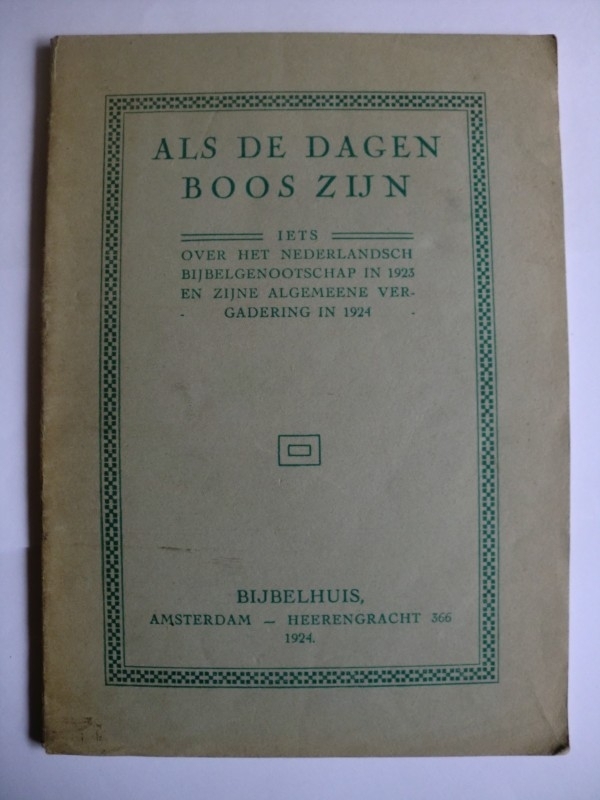 ALS DE DAGEN
BOOS ZIJN
IETS
OVER HET NEDERLANDSCH
BIJBELGENOOTSCHAP IN 1923
EN ZIJNE ALGEMEENE VER-
- GADERING IN 1924 -
BIJBELHUIS,
AMSTERDAM — HEERENGRACHT 366
1924.